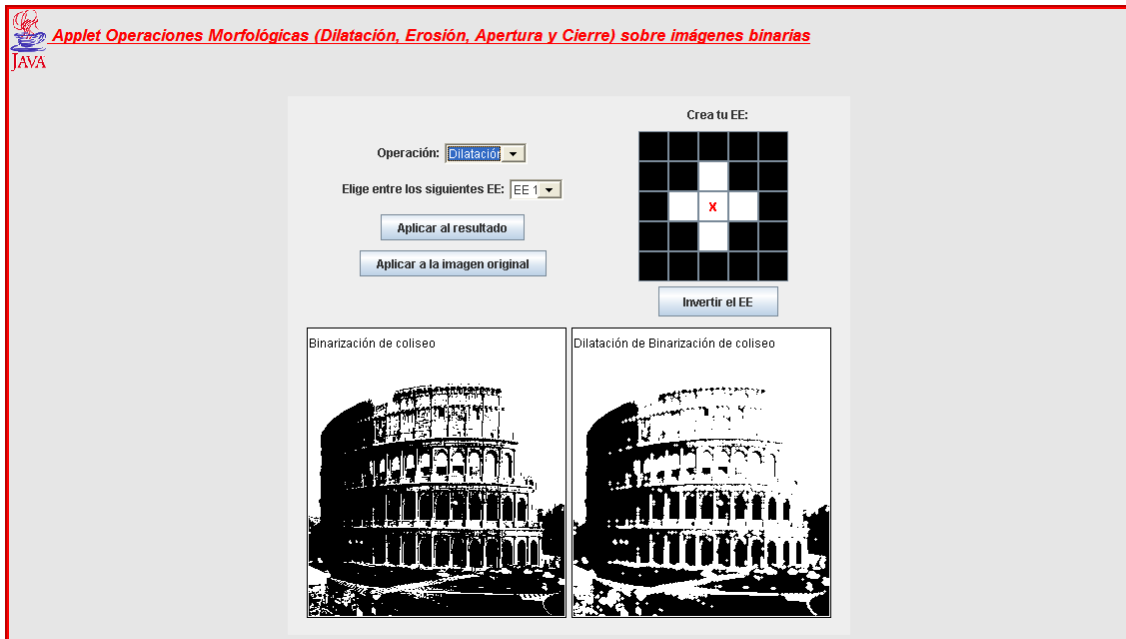 Applet Operaciones Morfológicas (Dilatación, Erosión, Apertura y Cierre) sobre imágenes binarias
JAVA
Crea tu EE:
Operación: Dilatación
Elige entre los siguientes EE: EE 1
X
Aplicar al resultado
Aplicar a la imagen original
Invertir el EE
Binarización de coliseo
Dilatación de Binarización de coliseo